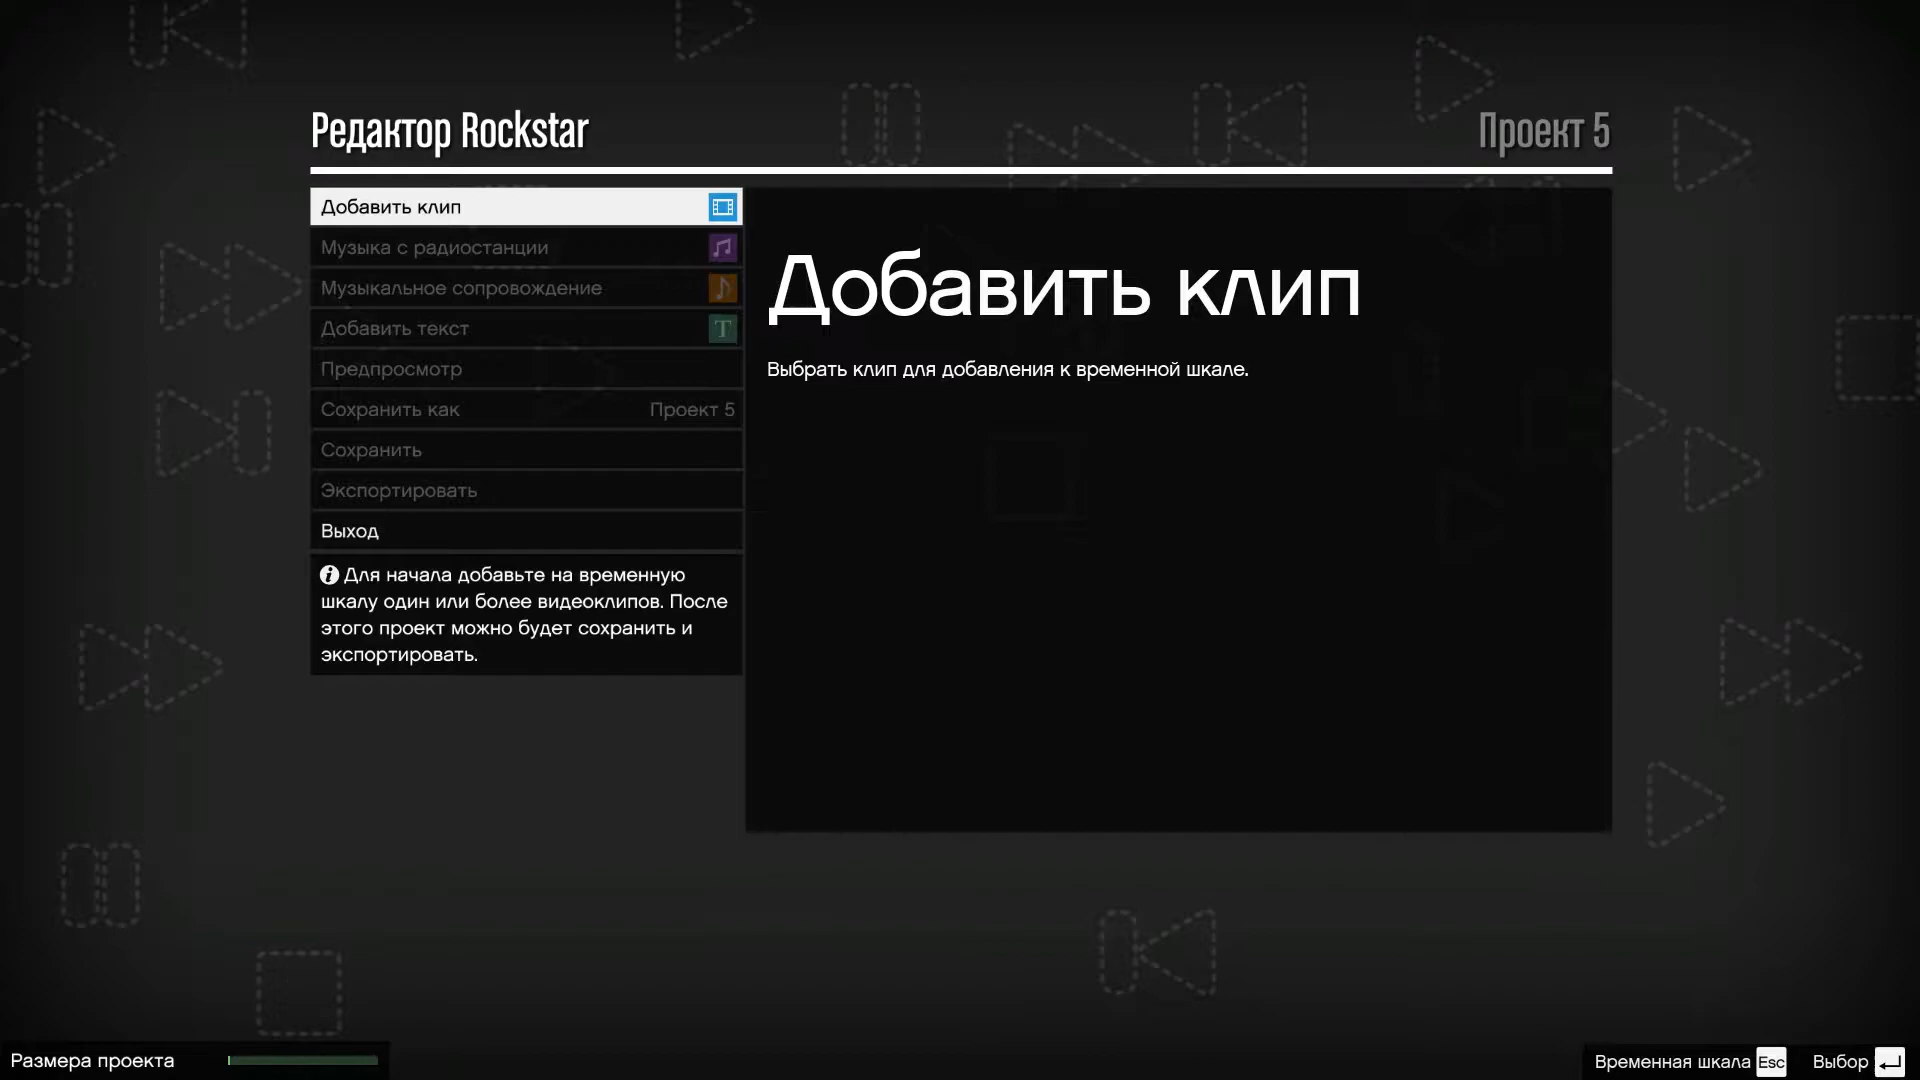 Редактор Rockstar
Проект 5
Добавить клип
Музыка с радиостанции
Музыкальное сопровождение
Добавить текст
T
Предпросмотр
Сохранить как Проект 5
Сохранить
Экспортировать
Выход
Для начала добавьте на временную
шкалу один или более видеоклипов. После
этого проект можно будет сохранить и
экспортировать.
Добавить клип
Выбрать клип для добавления к временной шкале.
Размера проекта
Временная шкала Esc Выбор